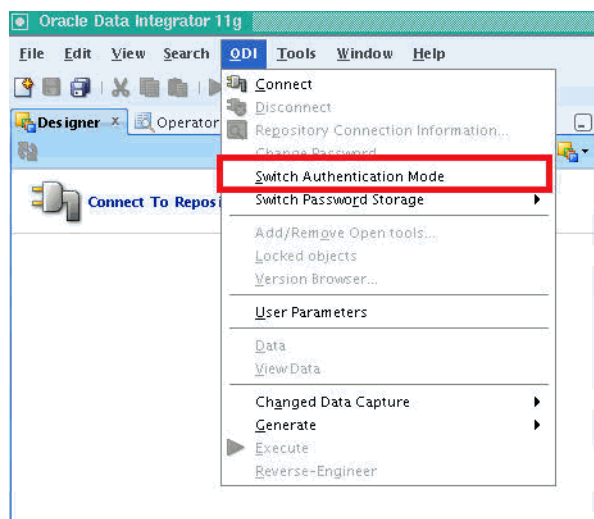 Oracle Data Integrator 11g
File Edit View Search ODI Tools Window Help
Connect
Disconnect
Designer Operator
Repository Connection Information...
Change Password
Switch Authentication Mode
Connect To Reposi
Switch Password Storage
Add/Remove Open tools...
Locked objects
Version Browser...
User Parameters
Data
View Data
Changed Data Capture
Generate
Execute
Reverse-Engineer